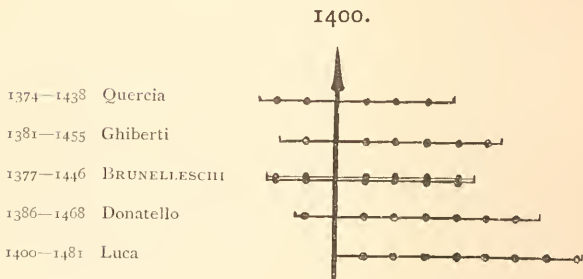 1400.
1374—1438 Quercia
1381—1455 Ghiberti
1377—1446 BRUNELLESCHI
1386—1468 Donatello
1400—1481 Luca